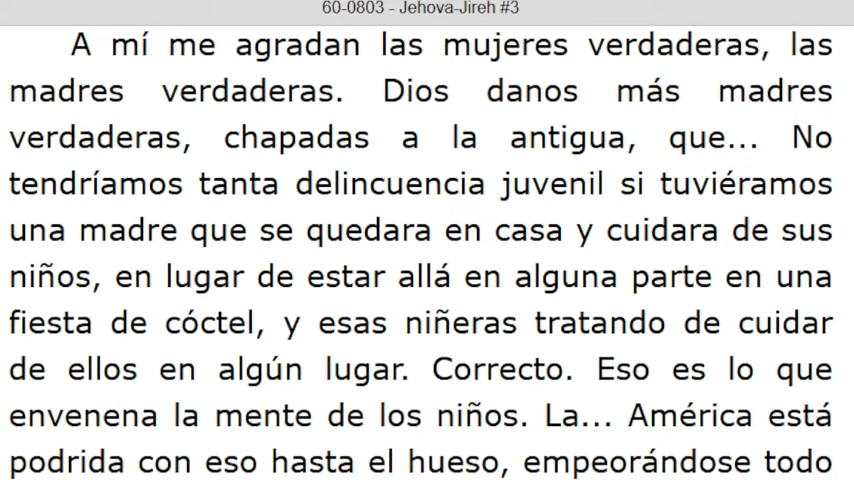 60-0803 - Jehova-Jireh #3
A mí me agradan las mujeres verdaderas, las
madres verdaderas. Dios danos más madres
verdaderas, chapadas a la antigua, que... No
tendríamos tanta delincuencia juvenil si tuviéramos
una madre que se quedara en casa y cuidara de sus
niños, en lugar de estar allá en alguna parte en una
fiesta de cóctel, y esas niñeras tratando de cuidar
de ellos en algún lugar. Correcto. Eso es lo que
envenena la mente de los niños. La... América está
podrida con eso hasta el hueso, empeorándose todo